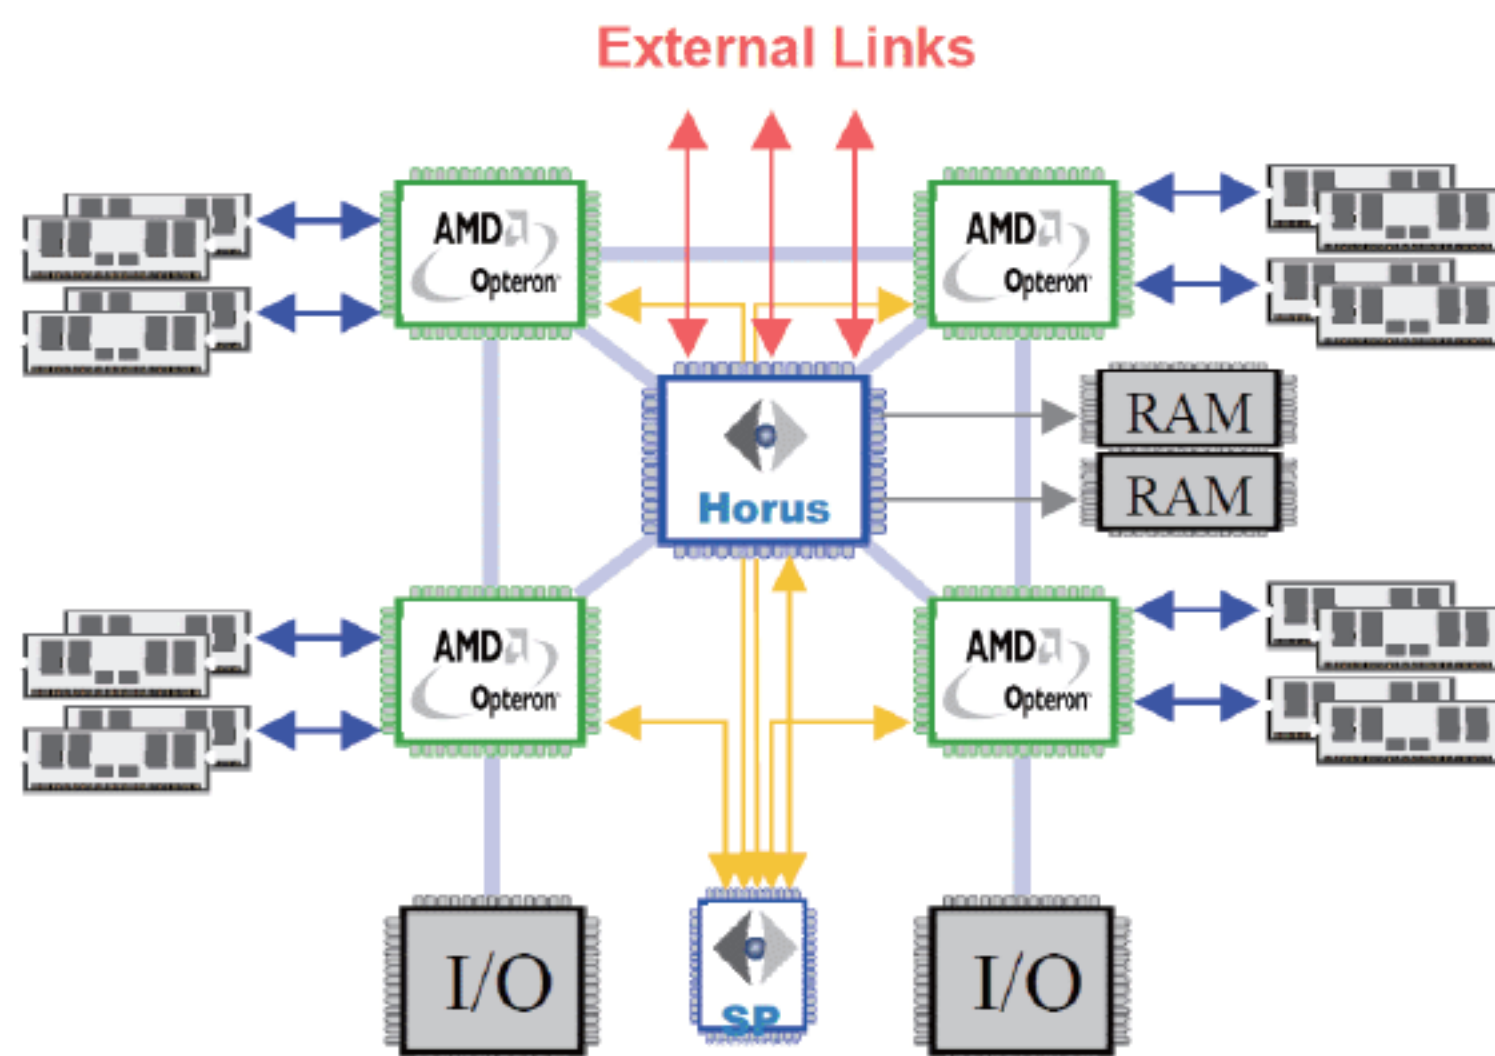 External Links
AMD
Opteron
AMD
Opteron
RAM
RAM
Horus
AMD
Opteron
AMD
Opteron
I/O
SP
I/O